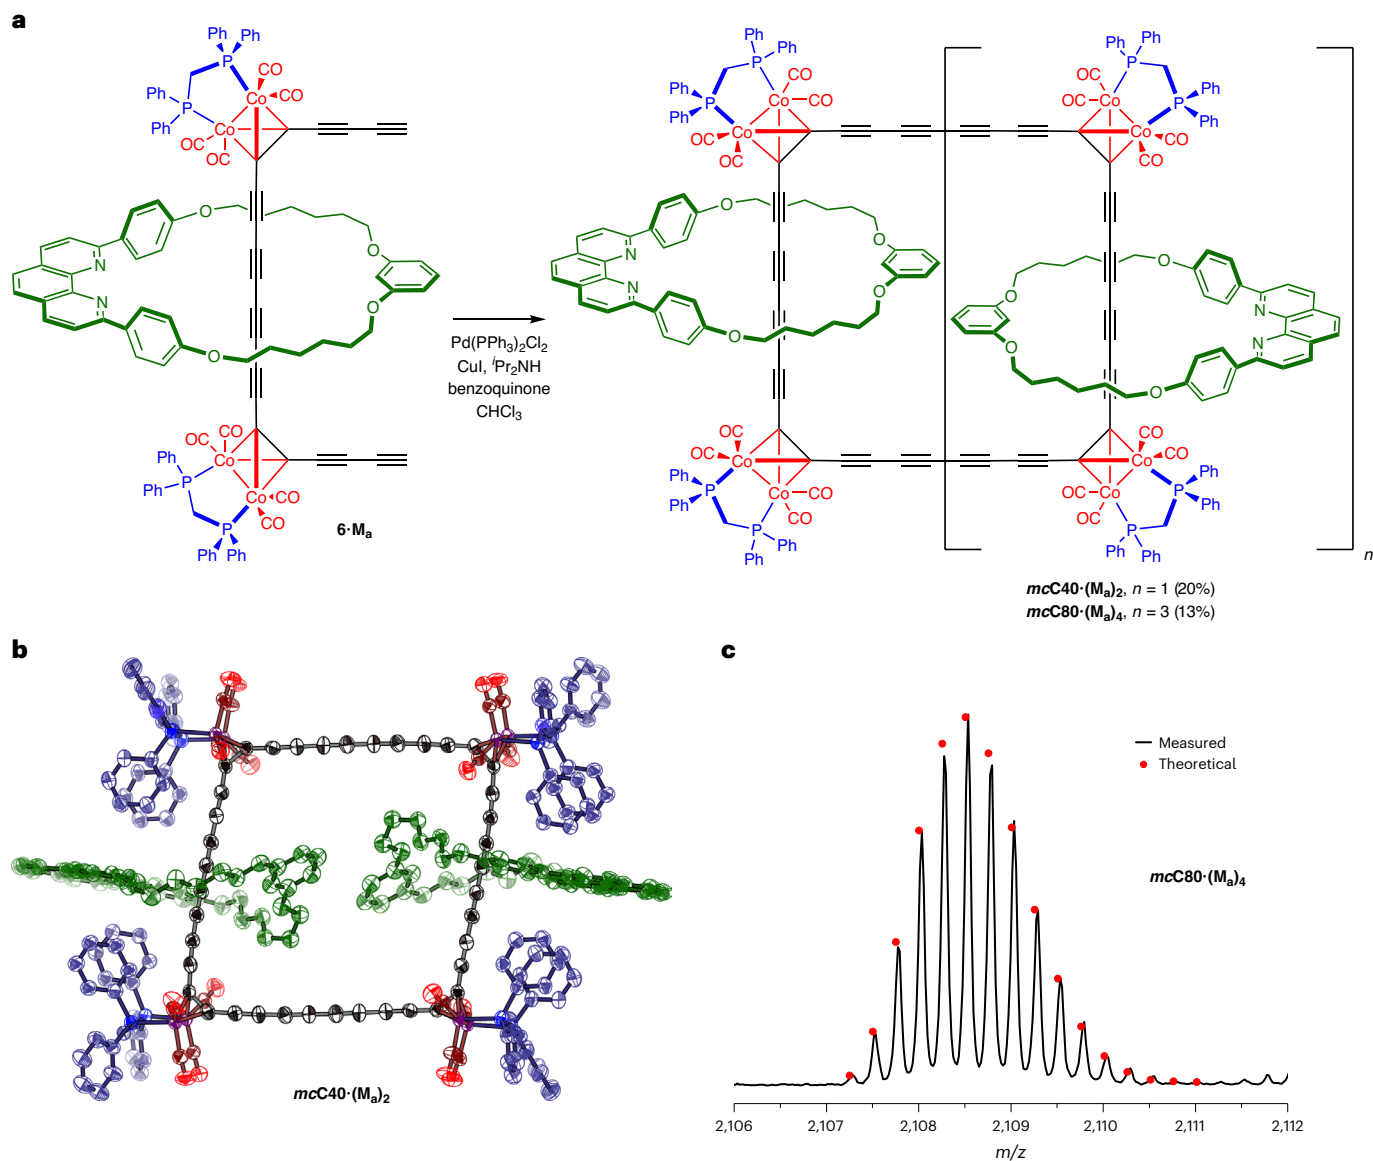 a
Ph Ph
P
Ph P
Ph
CO
Co CO
Co
OC
OC
O
O
N
N
O
O
OC CO
Co
Ph
P
Ph
Co CO
CO
P
Ph Ph
6·Ma
Pd(PPh3)2Cl2
CuI, iPr2NH
benzoquinone
CHCl3
Ph Ph
P
Ph
P
Ph
CO
Co CO
OC Co
OC
Ph Ph
P
Ph
P
Ph
OC
OC Co
Co CO
CO
O
O
N
N
O
O
O
O
N
N
O
O
OC
OC Co
Ph
P
Ph
Co CO
CO
P Ph
Ph
CO
Co CO
Ph
P
Ph
OC Co
OC
P
Ph
Ph
n
mcC40·(Ma)2, n = 1 (20%)
mcC80·(Ma)4, n = 3 (13%)
b
mcC40·(Ma)2
c
Measured
Theoretical
mcC80·(Ma)4
2,106 2,107 2,108 2,109 2,110 2,111 2,112
m/z